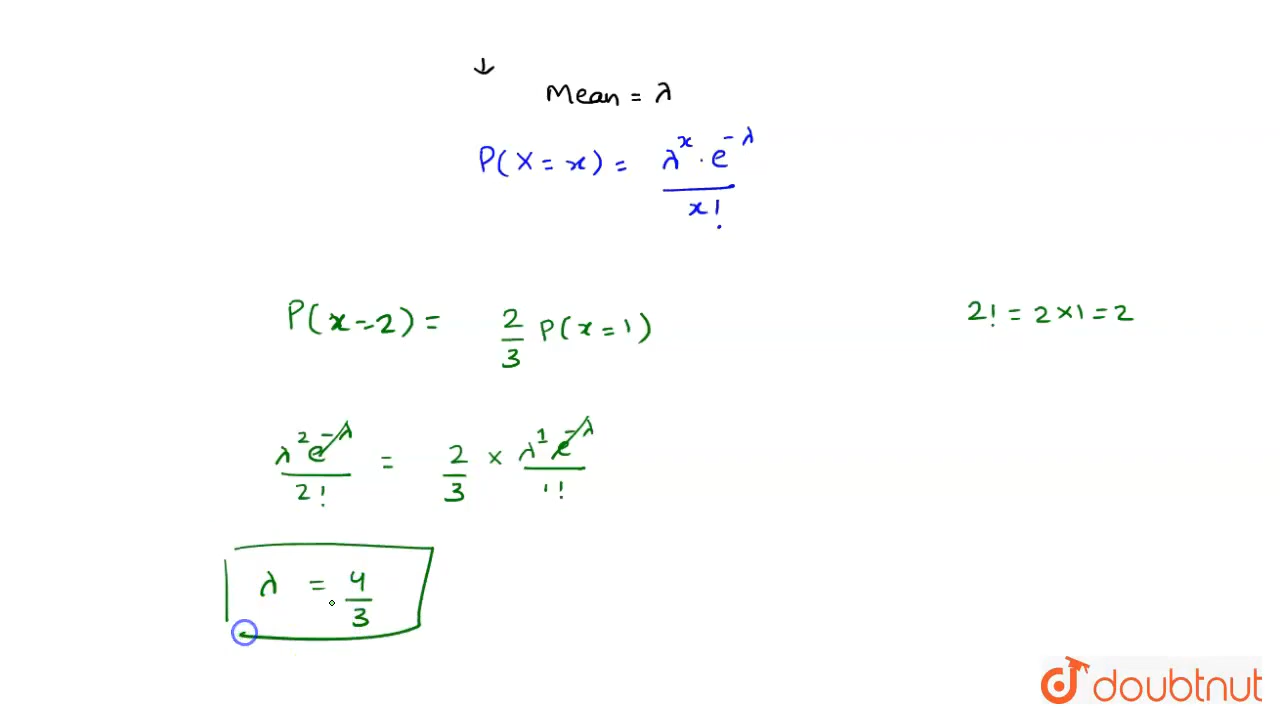 ↓
Mean = λ
P(X = x) = λ^x · e^-λ / x!
P(x - 2) = 2/3 P(x = 1)
2! = 2 × 1 = 2
λ^2 e^-λ / 2! = 2/3 × λ^1 e^-λ / 1!
λ = 4/3
doubtnut